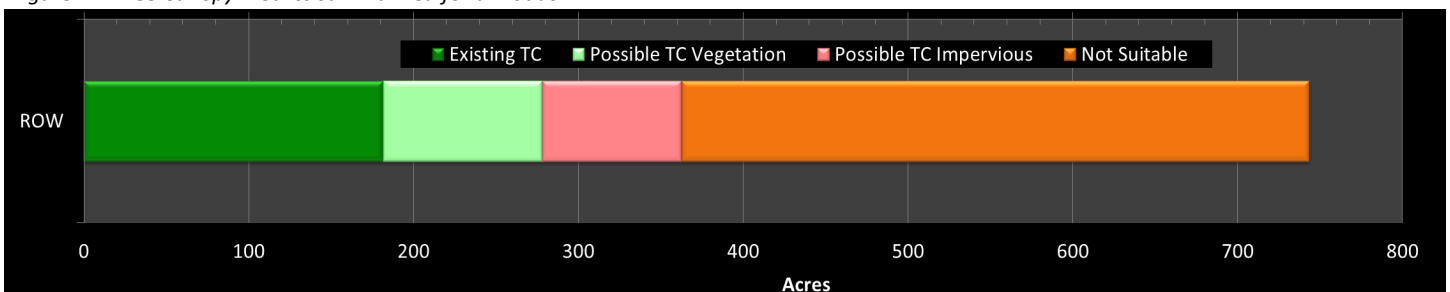 Existing TC Possible TC Vegetation Possible TC Impervious Not Suitable
ROW
0 100 200 300 400 500 600 700 800
Acres